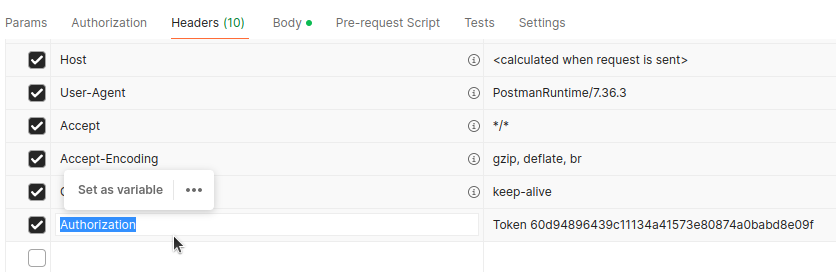 Params Authorization Headers (10) Body Pre-request Script Tests Settings
Host <calculated when request is sent>
User-Agent PostmanRuntime/7.36.3
Accept */*
Accept-Encoding gzip, deflate, br
Set as variable •••
keep-alive
Authorization Token 60d94896439c11134a41573e80874a0babd8e09f